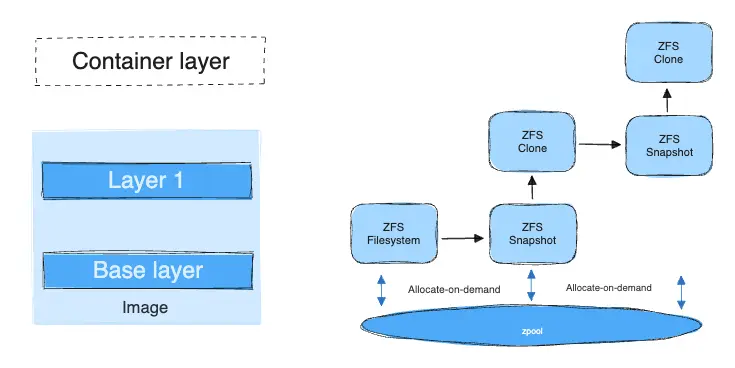 Container layer
Layer 1
Base layer
Image
ZFS
Clone
ZFS
Clone
ZFS
Snapshot
ZFS
Filesystem
ZFS
Snapshot
Allocate-on-demand
Allocate-on-demand
zpool